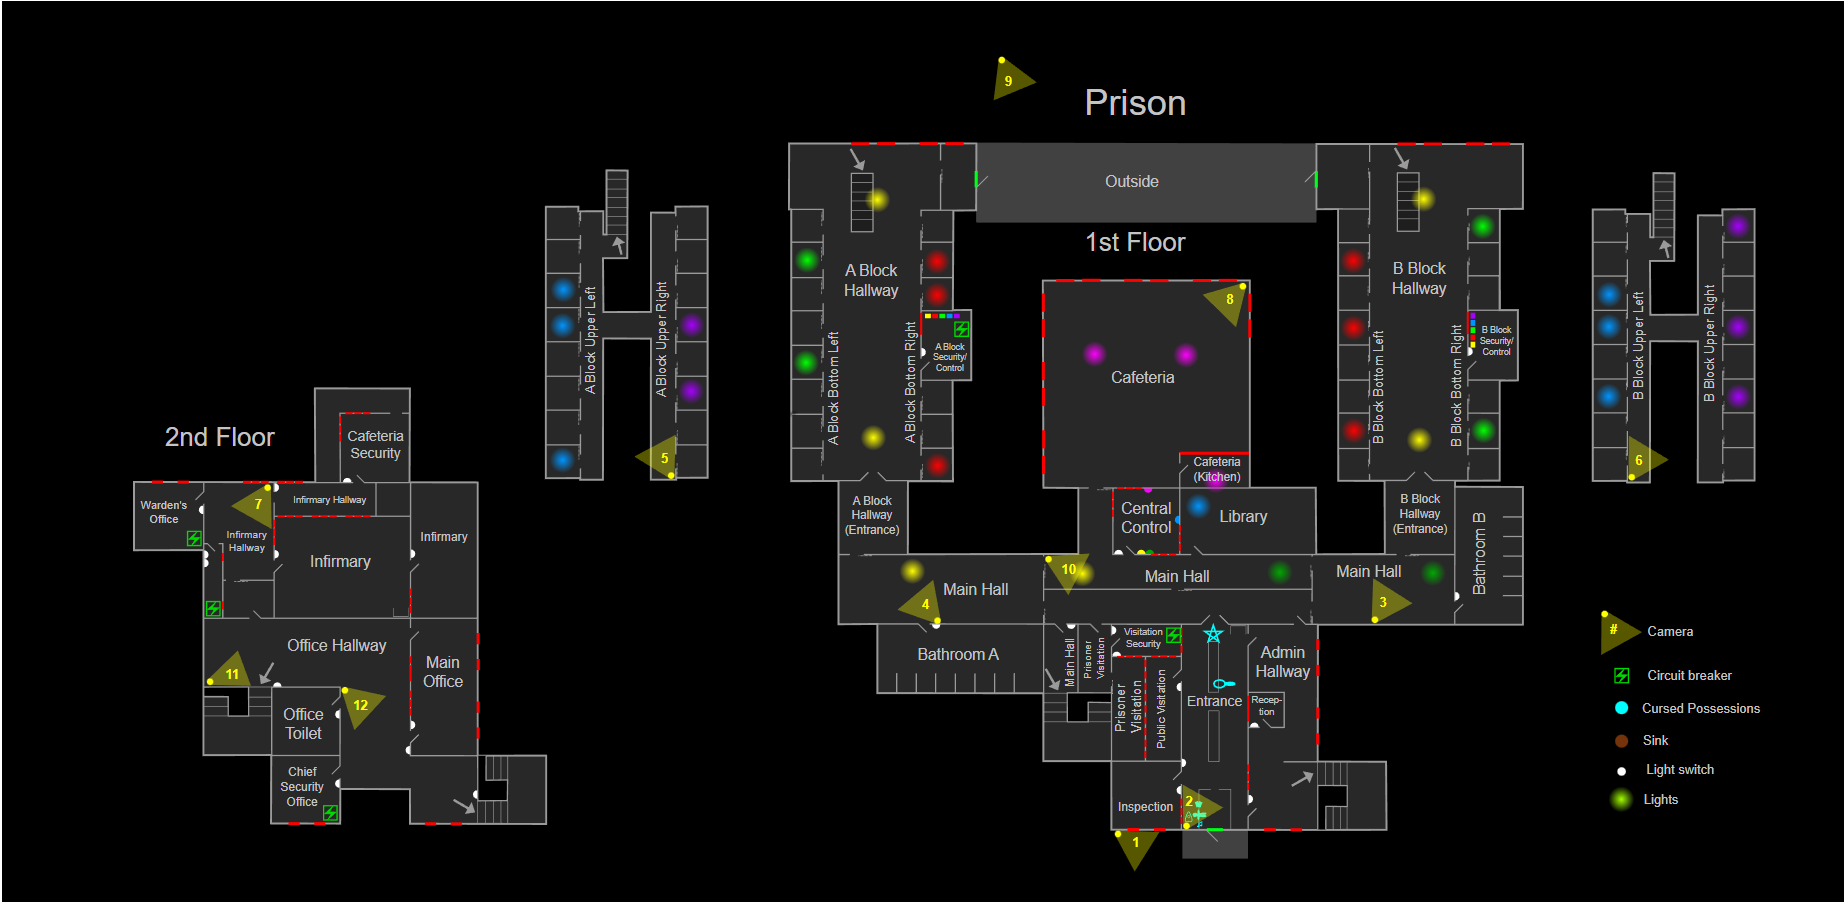 9
Prison
Outside
1st Floor
A Block
Hallway
A Block Bottom Left
A Block Bottom Right
A Block
Security/
Control
A Block Upper Left
A Block Upper Right
5
8
Cafeteria
Cafeteria
(Kitchen)
B Block
Hallway
B Block Bottom Left
B Block Bottom Right
B Block
Security/
Control
B Block Upper Left
B Block Upper Right
6
2nd Floor
Cafeteria
Security
Warden's
Office
7
Infirmary Hallway
Infirmary
Hallway
Infirmary
Infirmary
Office Hallway
11
12
Main
Office
Office
Toilet
Chief
Security
Office
A Block
Hallway
(Entrance)
Central
Control
Library
B Block
Hallway
(Entrance)
Bathroom B
Main Hall
4
10
Main Hall
Main Hall
3
Bathroom A
Main Hall
Prisoner
Visitation
Visitation
Security
Prisoner
Visitation
Public Visitation
Entrance
Admin
Hallway
Recep-
tion
Inspection
2
1
#
Camera
Circuit breaker
Cursed Possessions
Sink
Light switch
Lights